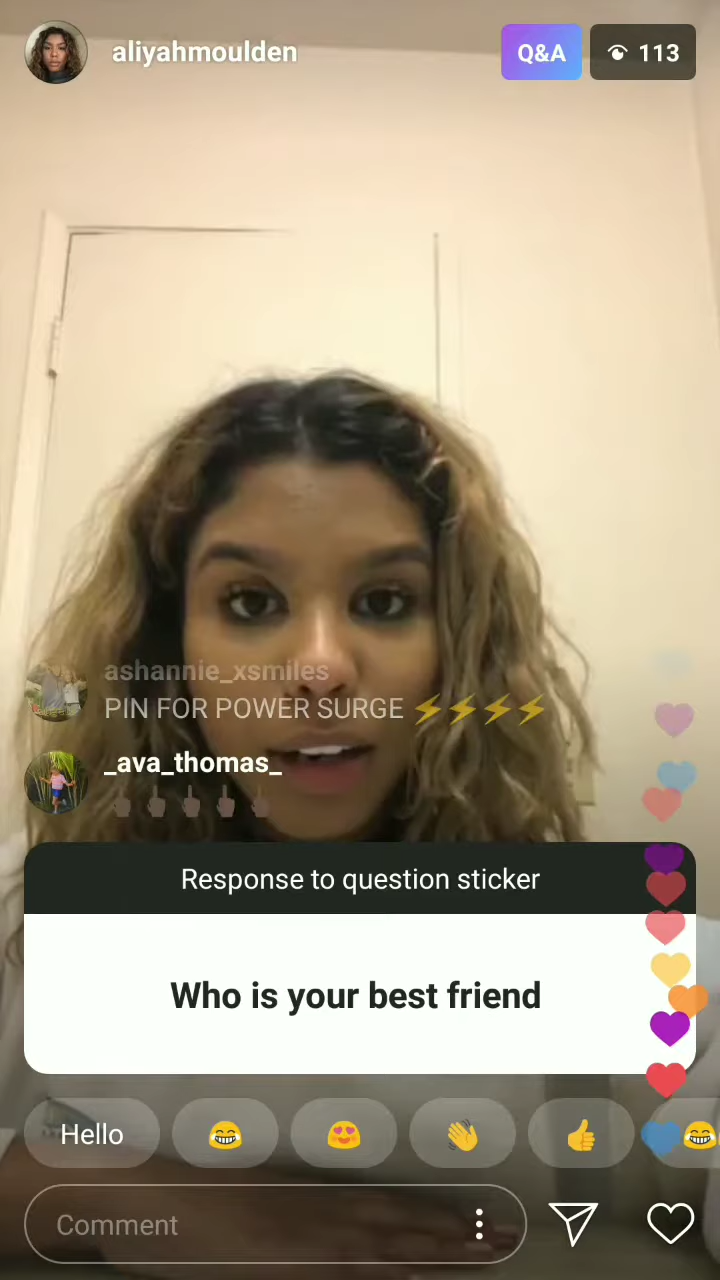 aliyahmoulden
Q&A
113
ashannie_xsmiles
PIN FOR POWER SURGE ⚡⚡⚡⚡
_ava_thomas_
Response to question sticker
Who is your best friend
Hello
Comment